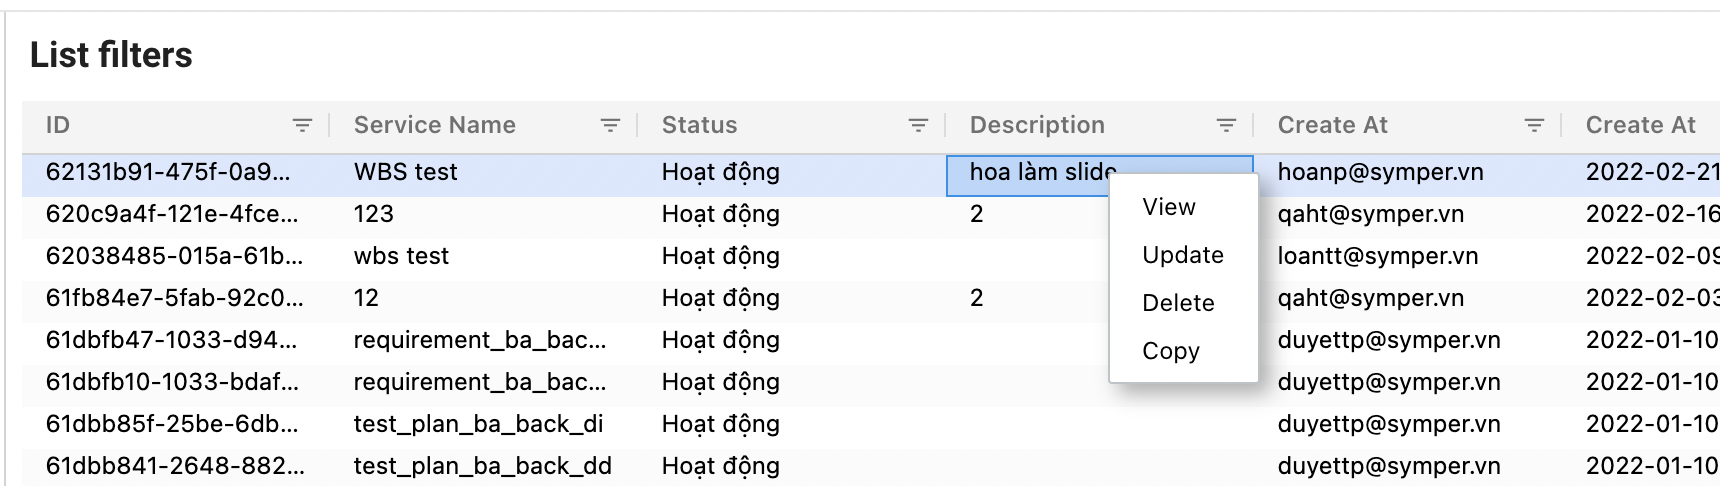 List filters
ID Service Name Status Description Create At Create At
62131b91-475f-0a9... WBS test Hoạt động hoa làm slide hoanp@symper.vn 2022-02-21
View
620c9a4f-121e-4fce... 123 Hoạt động 2 qaht@symper.vn 2022-02-16
Update
62038485-015a-61b... wbs test Hoạt động loantt@symper.vn 2022-02-09
Delete
61fb84e7-5fab-92c0... 12 Hoạt động 2 qaht@symper.vn 2022-02-03
Copy
61dbfb47-1033-d94... requirement_ba_bac... Hoạt động duyettp@symper.vn 2022-01-10
61dbfb10-1033-bdaf... requirement_ba_bac... Hoạt động duyettp@symper.vn 2022-01-10
61dbb85f-25be-6db... test_plan_ba_back_di Hoạt động duyettp@symper.vn 2022-01-10
61dbb841-2648-882... test_plan_ba_back_dd Hoạt động duyettp@symper.vn 2022-01-10